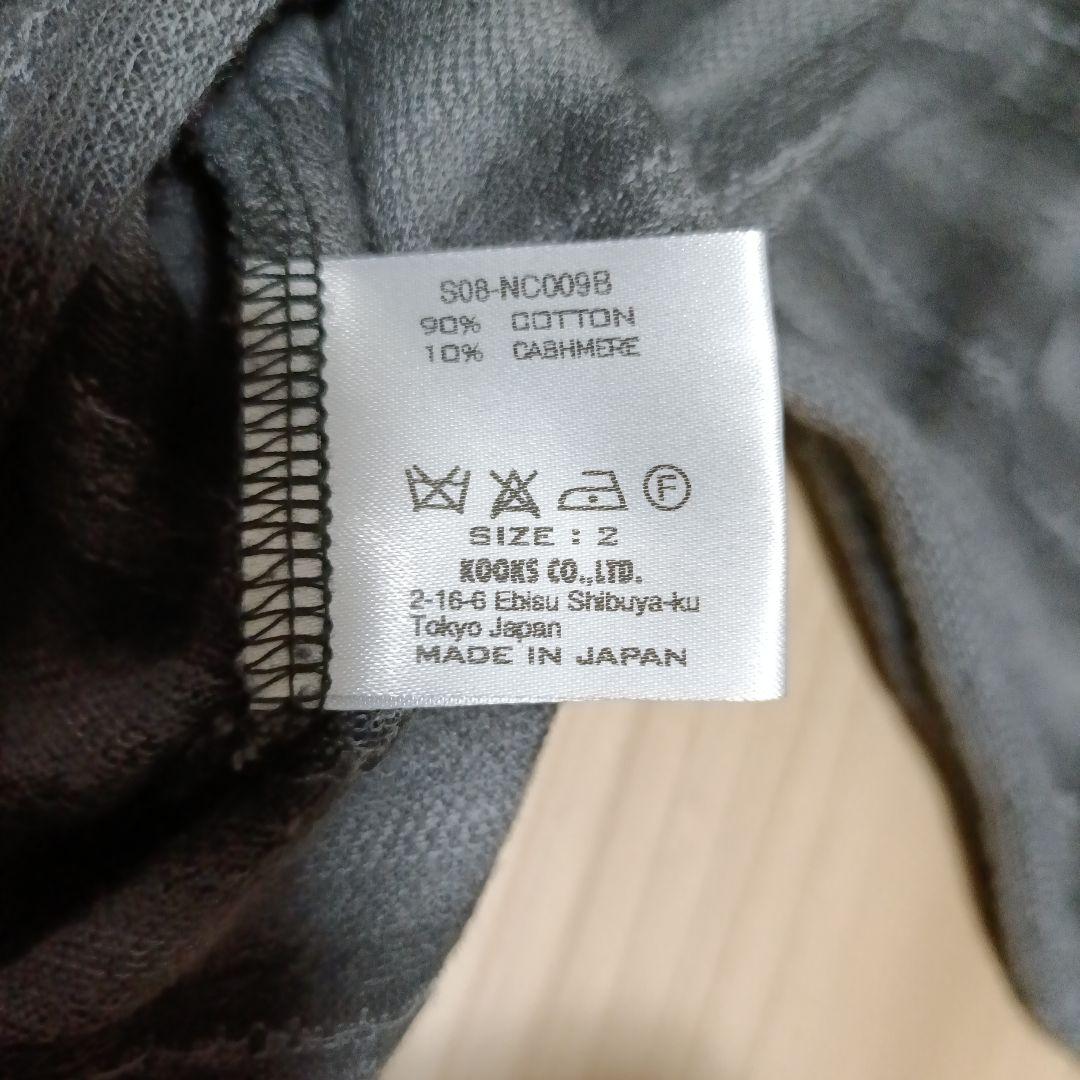 S08-NC009B
90% COTTON
10% CASHMERE
F
SIZE : 2
KOOKS CO.,LTD.
2-16-6 Ebisu Shibuya-ku
Tokyo Japan
MADE IN JAPAN